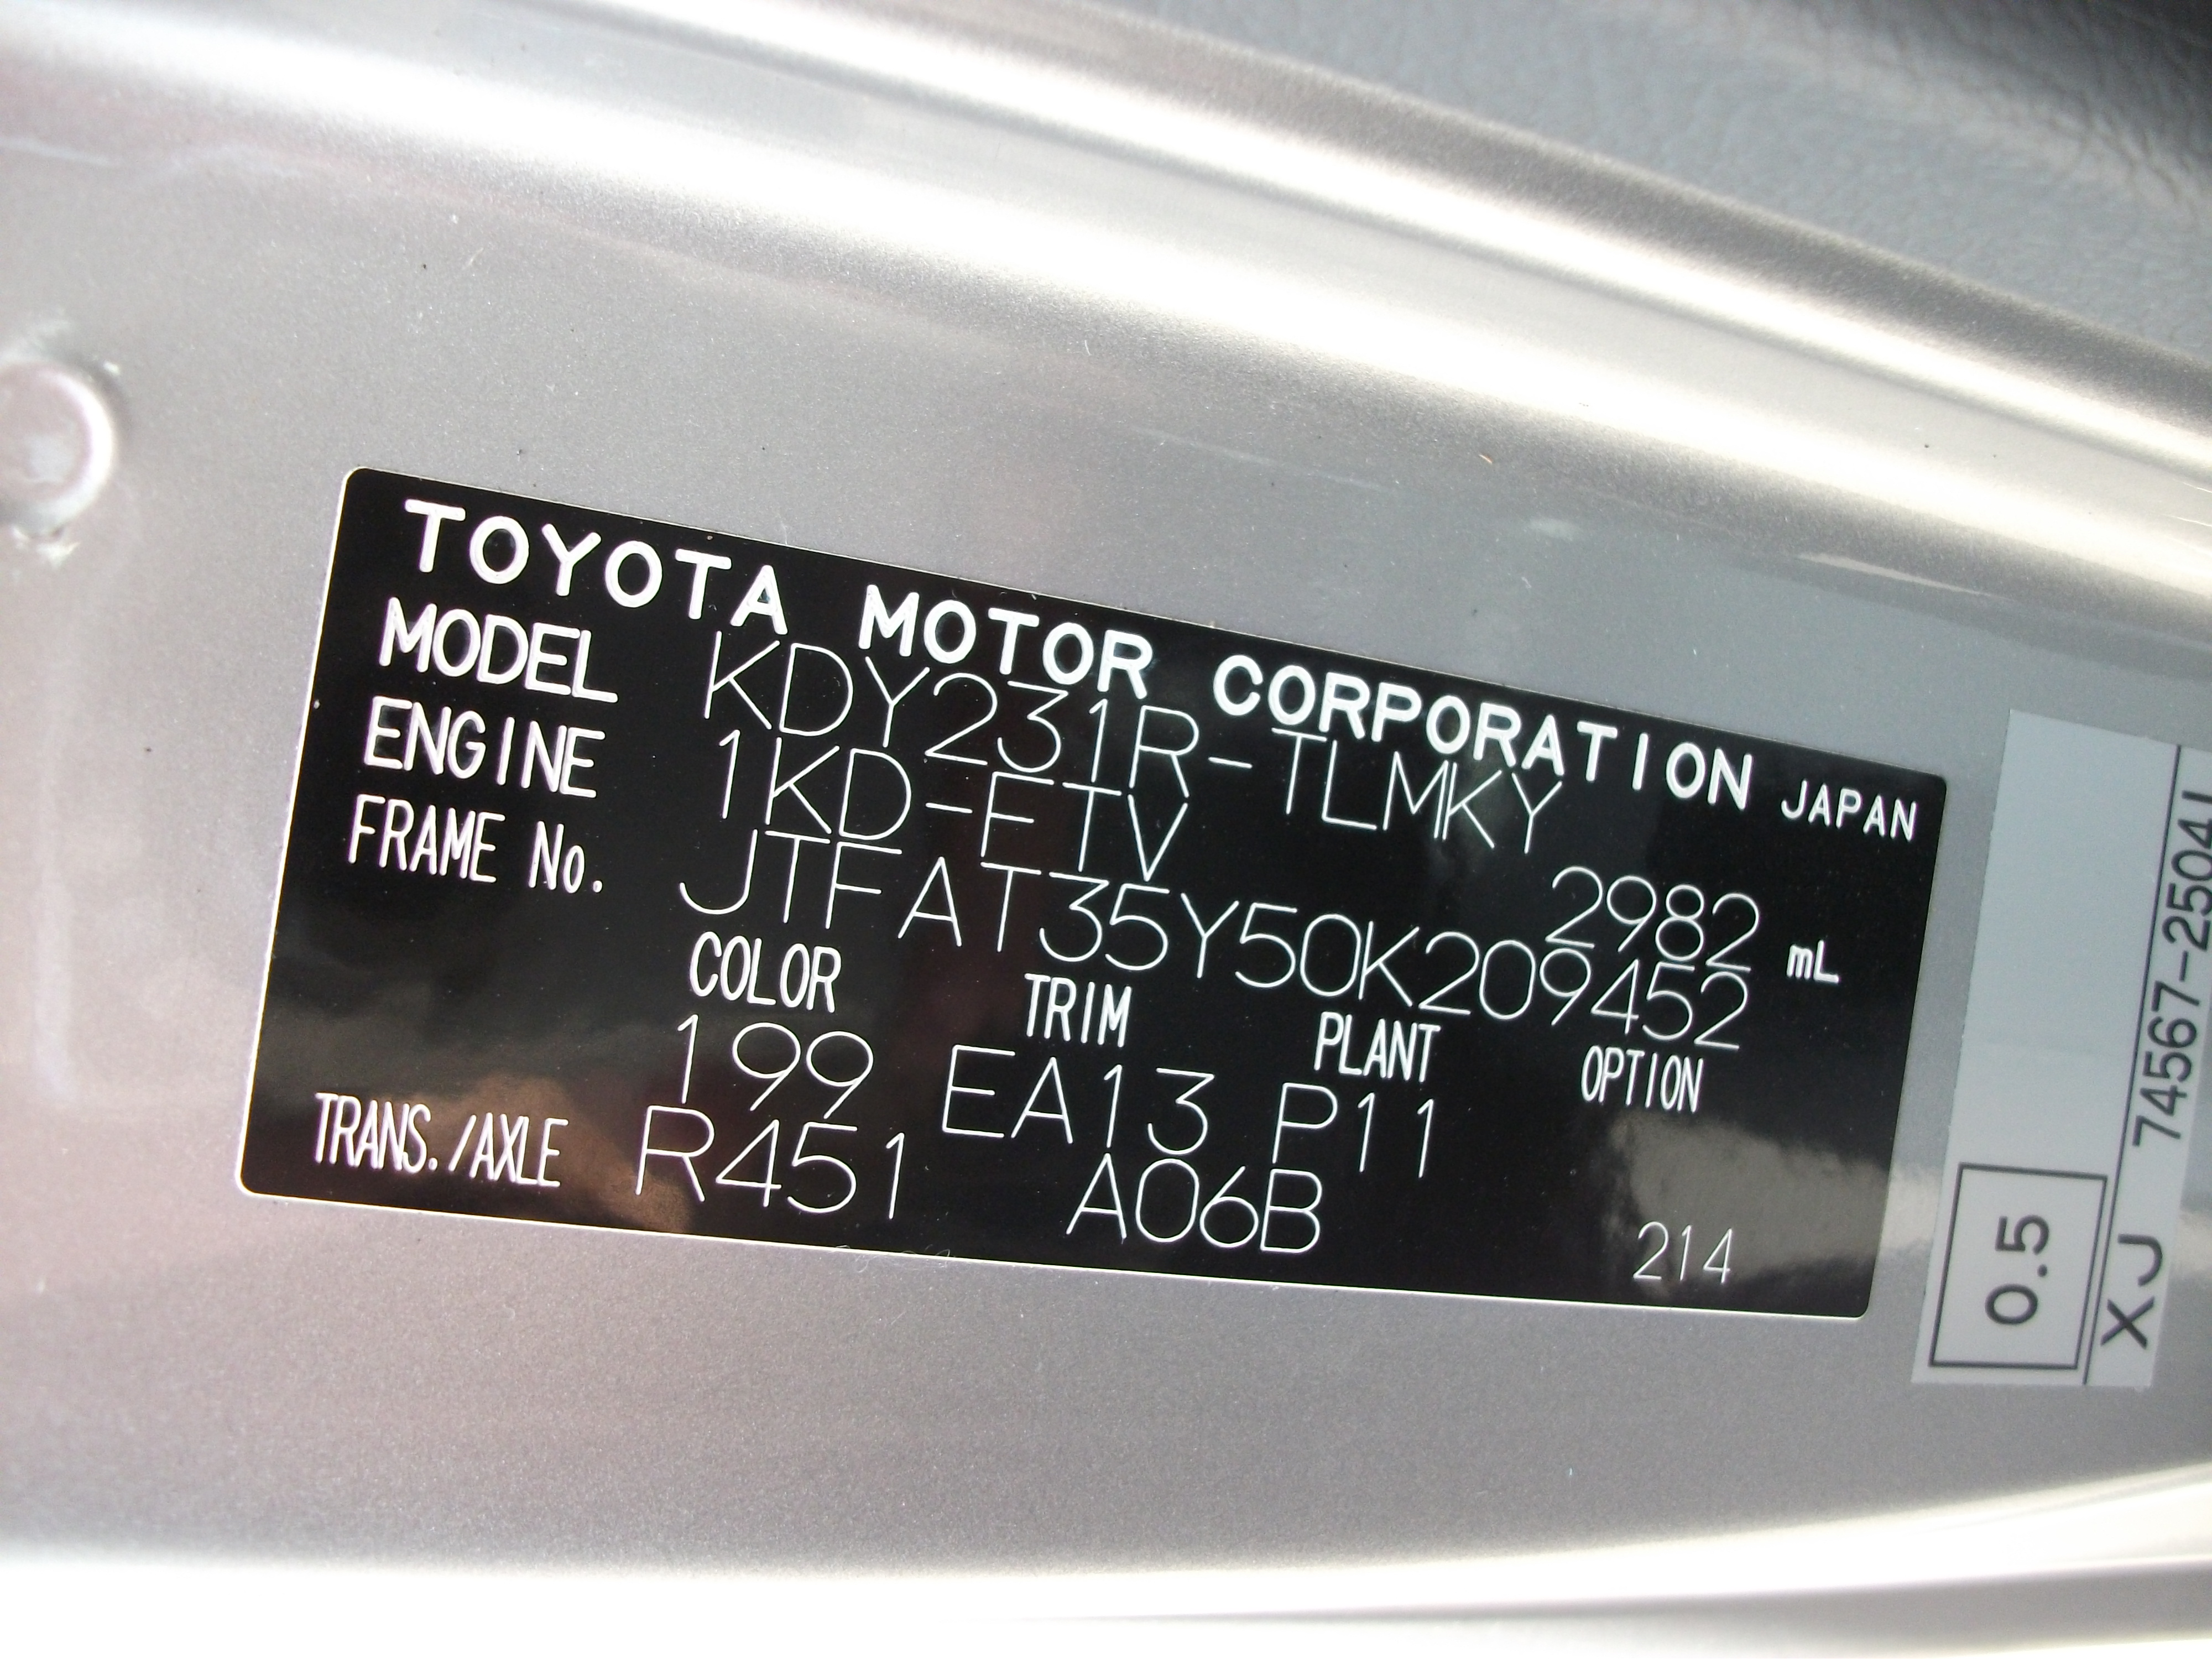 TOYOTA MOTOR CORPORATION JAPAN
MODEL KDY231R-TLMKY
ENGINE 1KD-FTV 2982 mL
FRAME No. JTFAT35Y50K209452
COLOR TRIM PLANT OPTION
199 EA13 P11
TRANS./AXLE R451 A06B
214
0.5
XJ 74567-2504